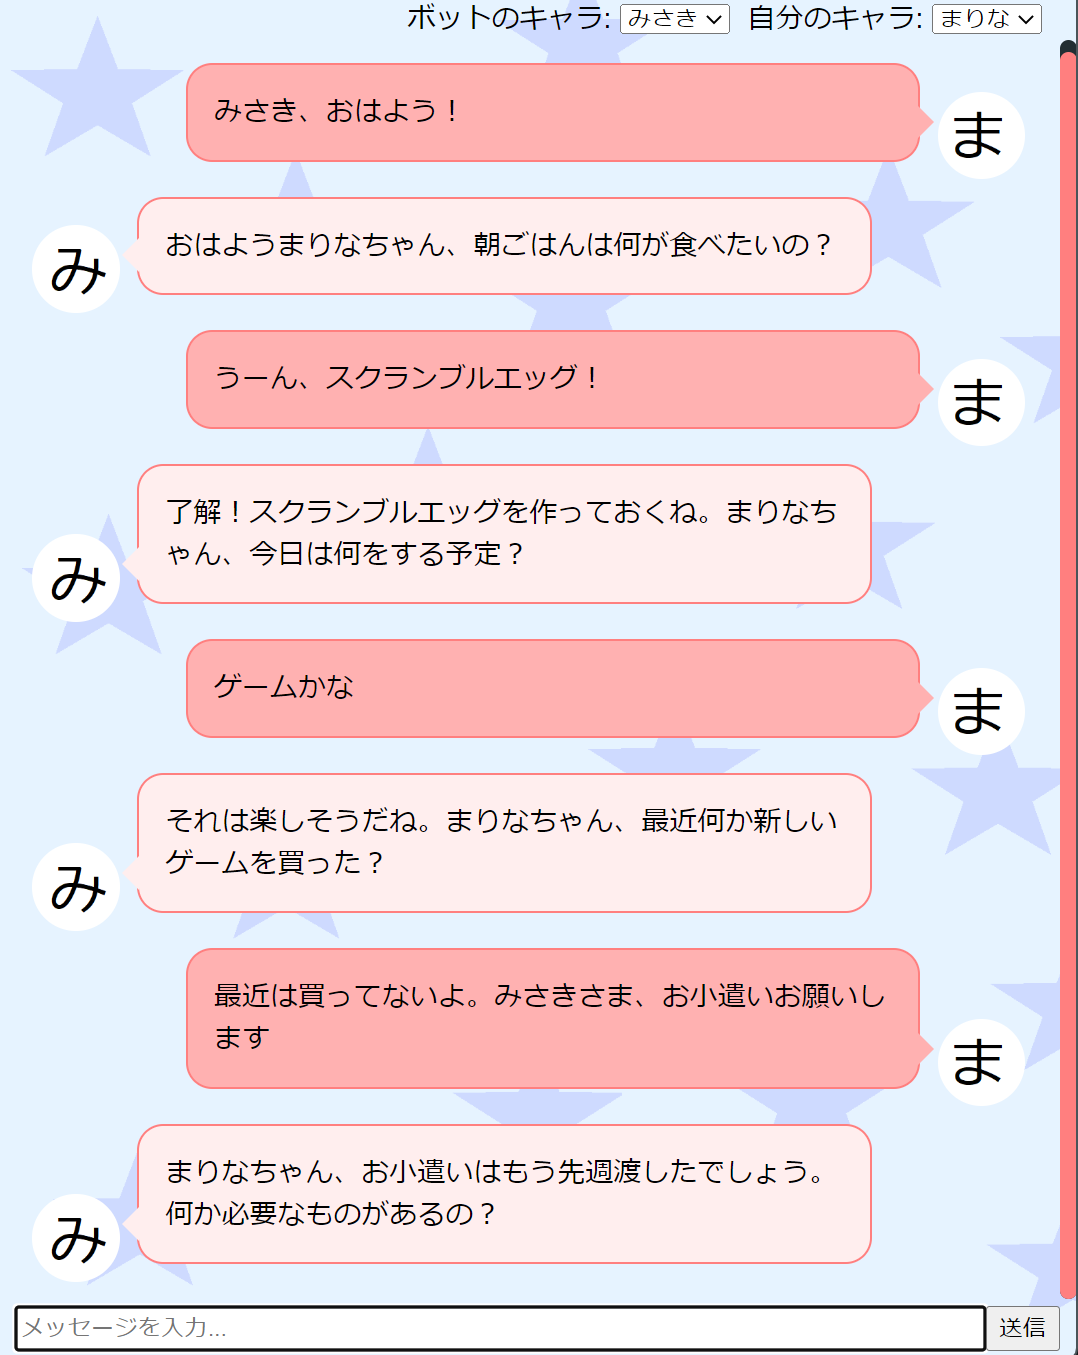 ボットのキャラ: みさき 自分のキャラ: まりな
みさき、おはよう！
ま
おはようまりなちゃん、朝ごはんは何が食べたいの？
み
うーん、スクランブルエッグ！
ま
了解！スクランブルエッグを作っておくね。まりなち
ゃん、今日は何をする予定？
み
ゲームかな
ま
それは楽しそうだね。まりなちゃん、最近何か新しい
ゲームを買った？
み
最近は買ってないよ。みさきさま、お小遣いお願いし
ます
ま
まりなちゃん、お小遣いはもう先週渡したでしょう。
何か必要なものがあるの？
み
メッセージを入力... 送信